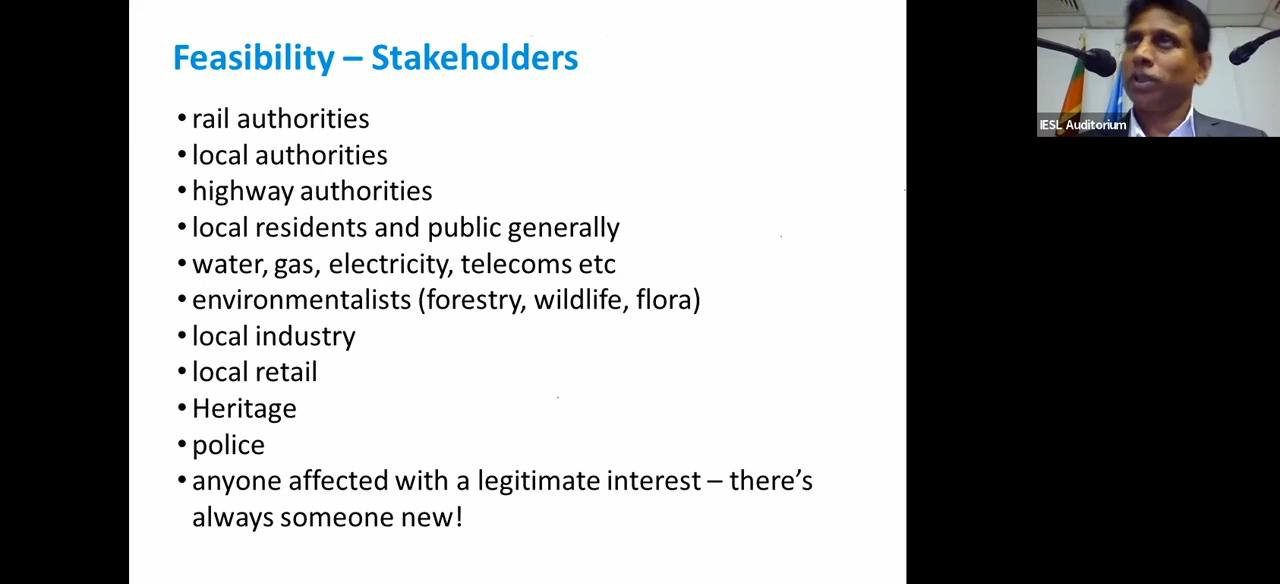 Feasibility – Stakeholders
• rail authorities
• local authorities
• highway authorities
• local residents and public generally
• water, gas, electricity, telecoms etc
• environmentalists (forestry, wildlife, flora)
• local industry
• local retail
• Heritage
• police
• anyone affected with a legitimate interest – there’s
always someone new!
IESL Auditorium